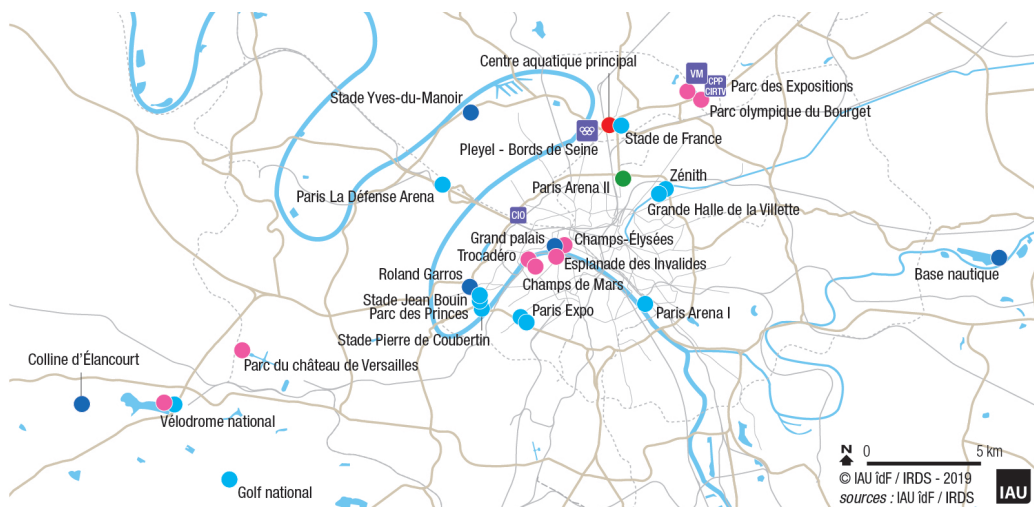 Centre aquatique principal
VM
CPP
CIRTV
Parc des Expositions
Stade Yves-du-Manoir
Parc olympique du Bourget
Pleyel - Bords de Seine
Stade de France
Zénith
Paris Arena II
Paris La Défense Arena
Grande Halle de la Villette
CIO
Grand palais
Champs-Élysées
Trocadéro
Esplanade des Invalides
Base nautique
Roland Garros
Champs de Mars
Stade Jean Bouin
Parc des Princes
Paris Expo
Paris Arena I
Stade Pierre de Coubertin
Colline d'Élancourt
Parc du château de Versailles
Vélodrome national
Golf national
N
0 5 km
© IAU îdF / IRDS - 2019
sources : IAU îdF / IRDS
IAU